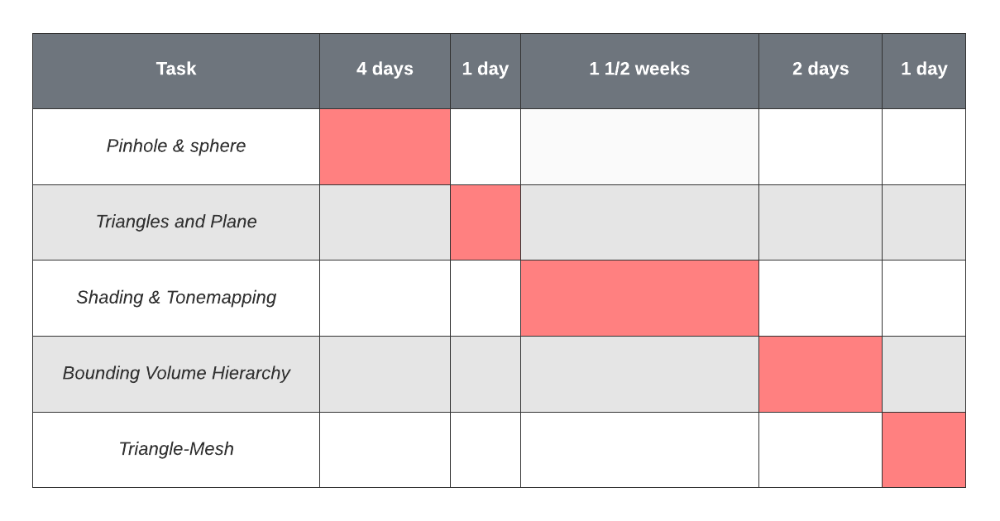 Task 4 days 1 day 1 1/2 weeks 2 days 1 day
Pinhole & sphere
Triangles and Plane
Shading & Tonemapping
Bounding Volume Hierarchy
Triangle-Mesh